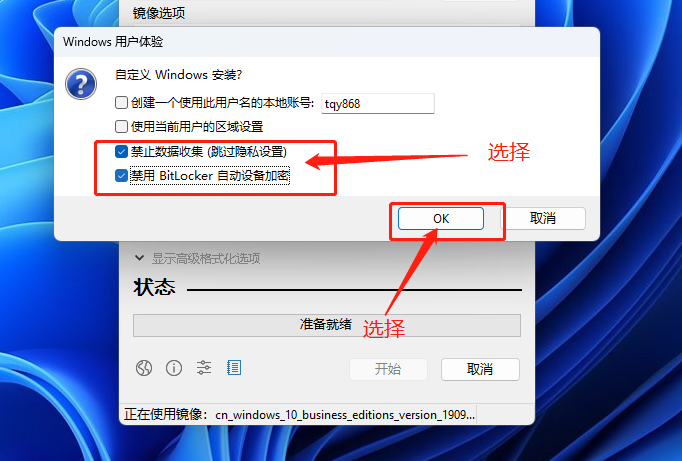 镜像选项
Windows 用户体验
自定义 Windows 安装?
创建一个使用此用户名的本地账号: tqy868
使用当前用户的区域设置
禁止数据收集 (跳过隐私设置)
选择
禁用 BitLocker 自动设备加密
OK
取消
显示高级格式化选项
状态
准备就绪
选择
开始
取消
正在使用镜像: cn_windows_10_business_editions_version_1909...